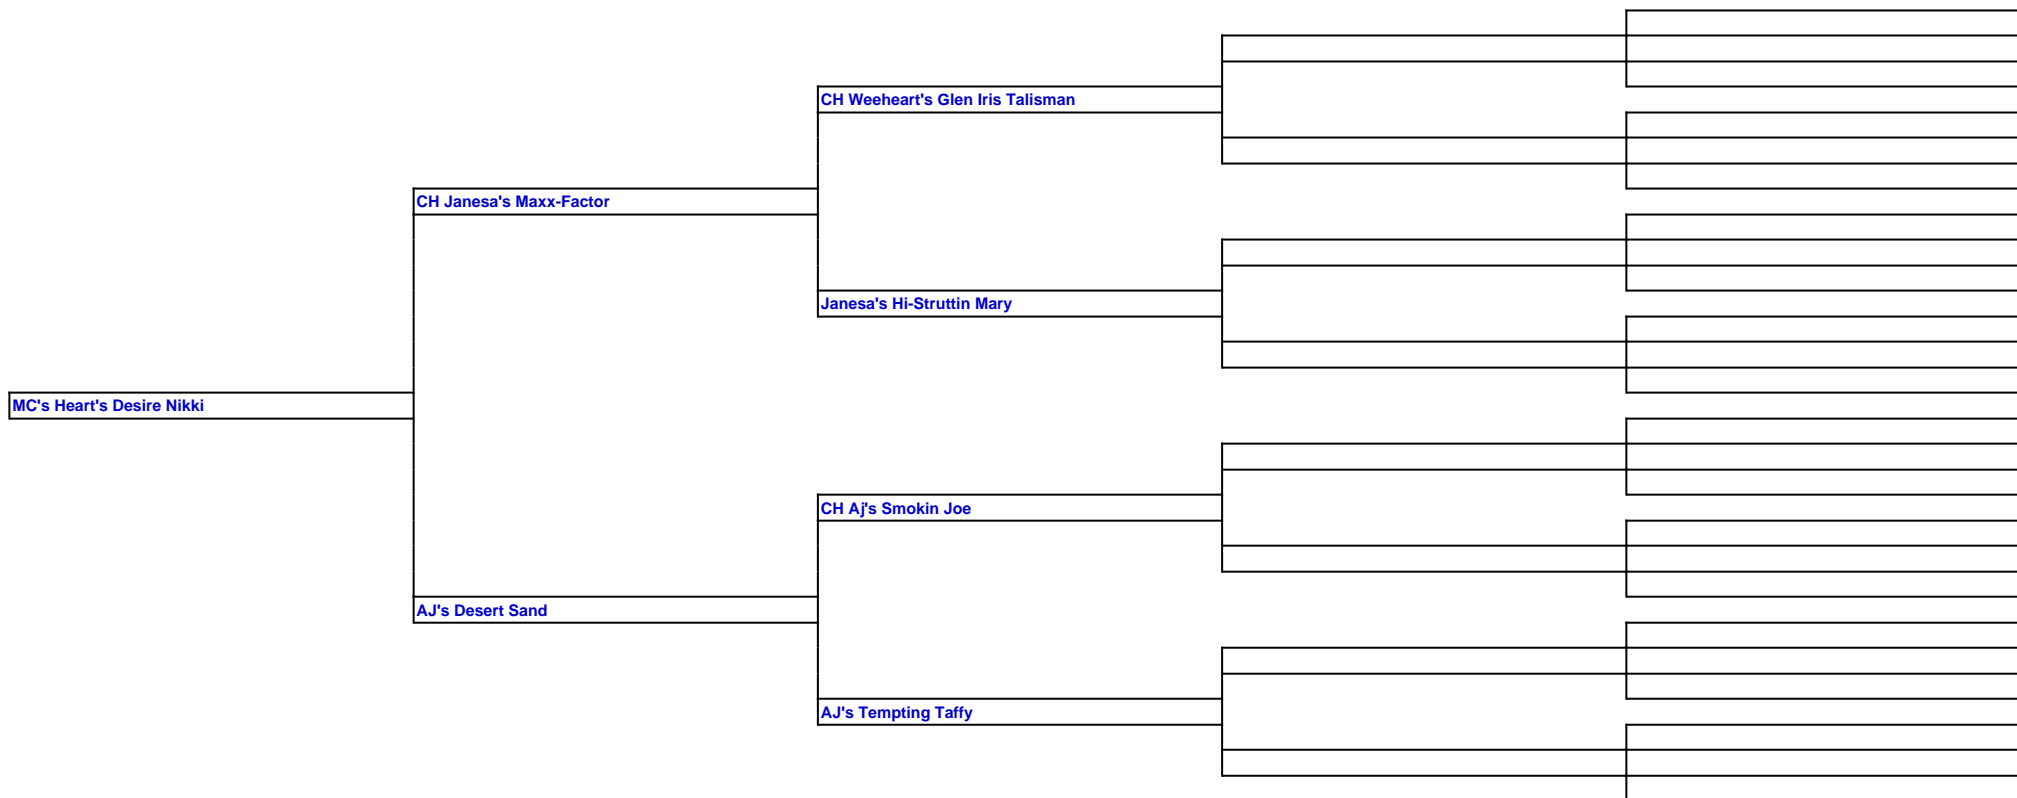 CH Weeheart's Glen Iris Talisman
CH Janesa's Maxx-Factor
Janesa's Hi-Struttin Mary
MC's Heart's Desire Nikki
CH Aj's Smokin Joe
AJ's Desert Sand
AJ's Tempting Taffy